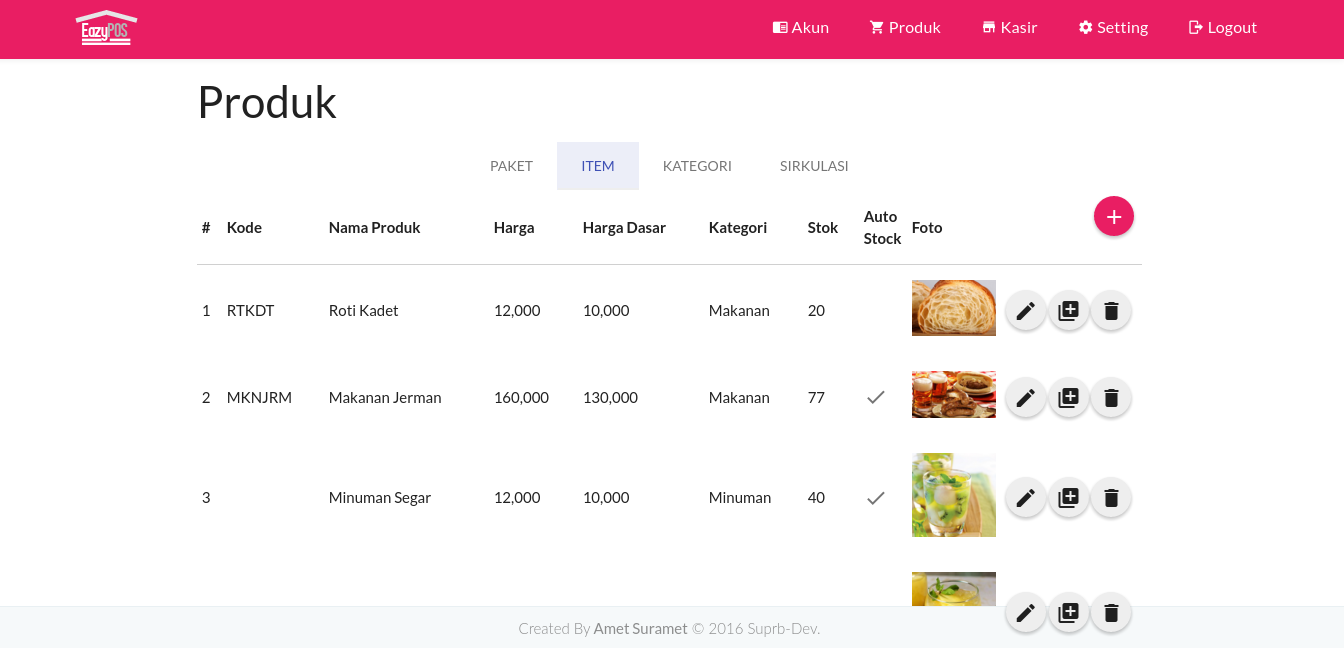 EazyPOS
Akun Produk Kasir Setting Logout
Produk
PAKET ITEM KATEGORI SIRKULASI
# Kode Nama Produk Harga Harga Dasar Kategori Stok Auto Stock Foto
1 RTKDT Roti Kadet 12,000 10,000 Makanan 20
2 MKNJRM Makanan Jerman 160,000 130,000 Makanan 77
3 Minuman Segar 12,000 10,000 Minuman 40
Created By Amet Suramet © 2016 Suprb-Dev.